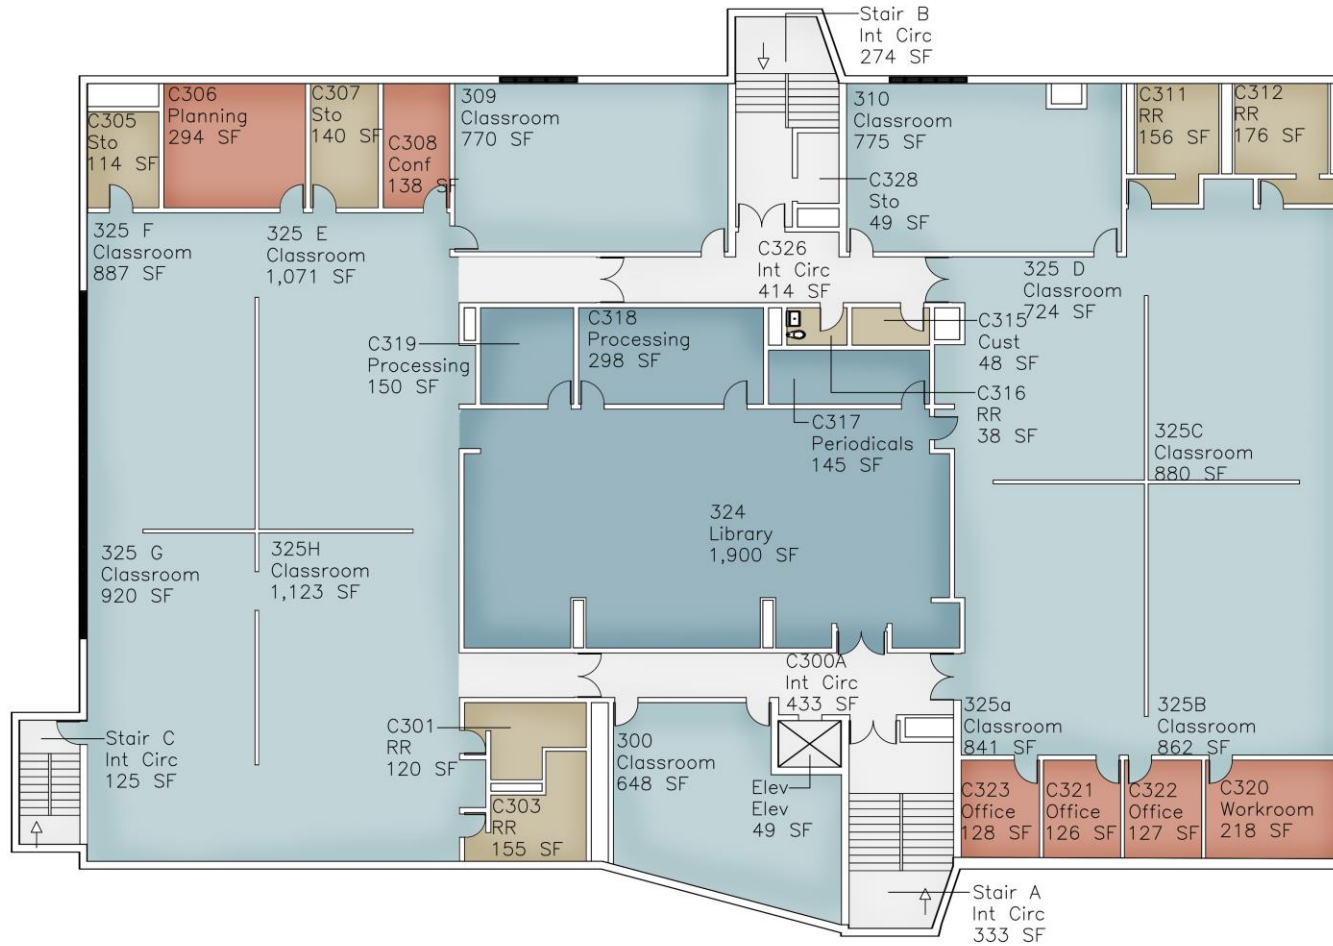 Stair B
Int Circ
274 SF
C305
Sto
114 SF
C306
Planning
294 SF
C307
Sto
140 SF
C308
Conf
138 SF
309
Classroom
770 SF
310
Classroom
775 SF
C311
RR
156 SF
C312
RR
176 SF
C328
Sto
49 SF
325 F
Classroom
887 SF
325 E
Classroom
1,071 SF
C326
Int Circ
414 SF
325 D
Classroom
724 SF
C319
Processing
150 SF
C318
Processing
298 SF
C315
Cust
48 SF
C316
RR
38 SF
C317
Periodicals
145 SF
325C
Classroom
880 SF
324
Library
1,900 SF
325 G
Classroom
920 SF
325H
Classroom
1,123 SF
C300A
Int Circ
433 SF
325a
Classroom
841 SF
325B
Classroom
862 SF
Stair C
Int Circ
125 SF
C301
RR
120 SF
300
Classroom
648 SF
Elev
Elev
49 SF
C303
RR
155 SF
C323
Office
128 SF
C321
Office
126 SF
C322
Office
127 SF
C320
Workroom
218 SF
Stair A
Int Circ
333 SF